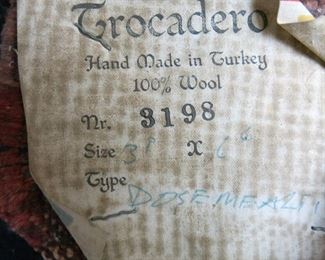 Trocadero
Hand Made in Turkey
100% Wool
Nr. 3198
Size 3' x 6'
Type DOSEMEALTI